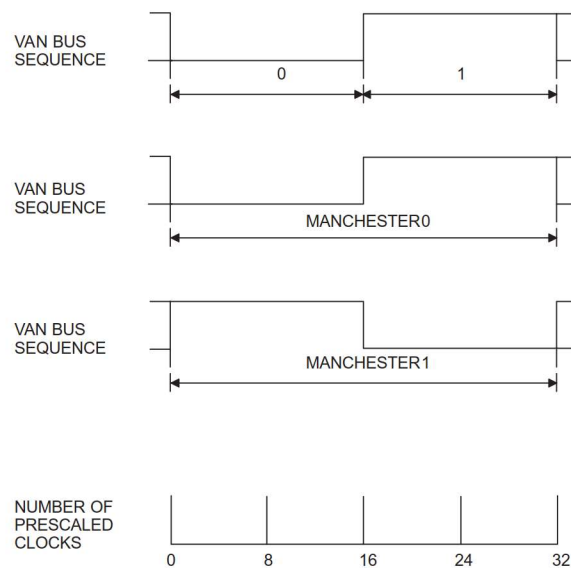 VAN BUS
SEQUENCE
0 1
VAN BUS
SEQUENCE
MANCHESTER0
VAN BUS
SEQUENCE
MANCHESTER1
NUMBER OF
PRESCALED
CLOCKS
0 8 16 24 32